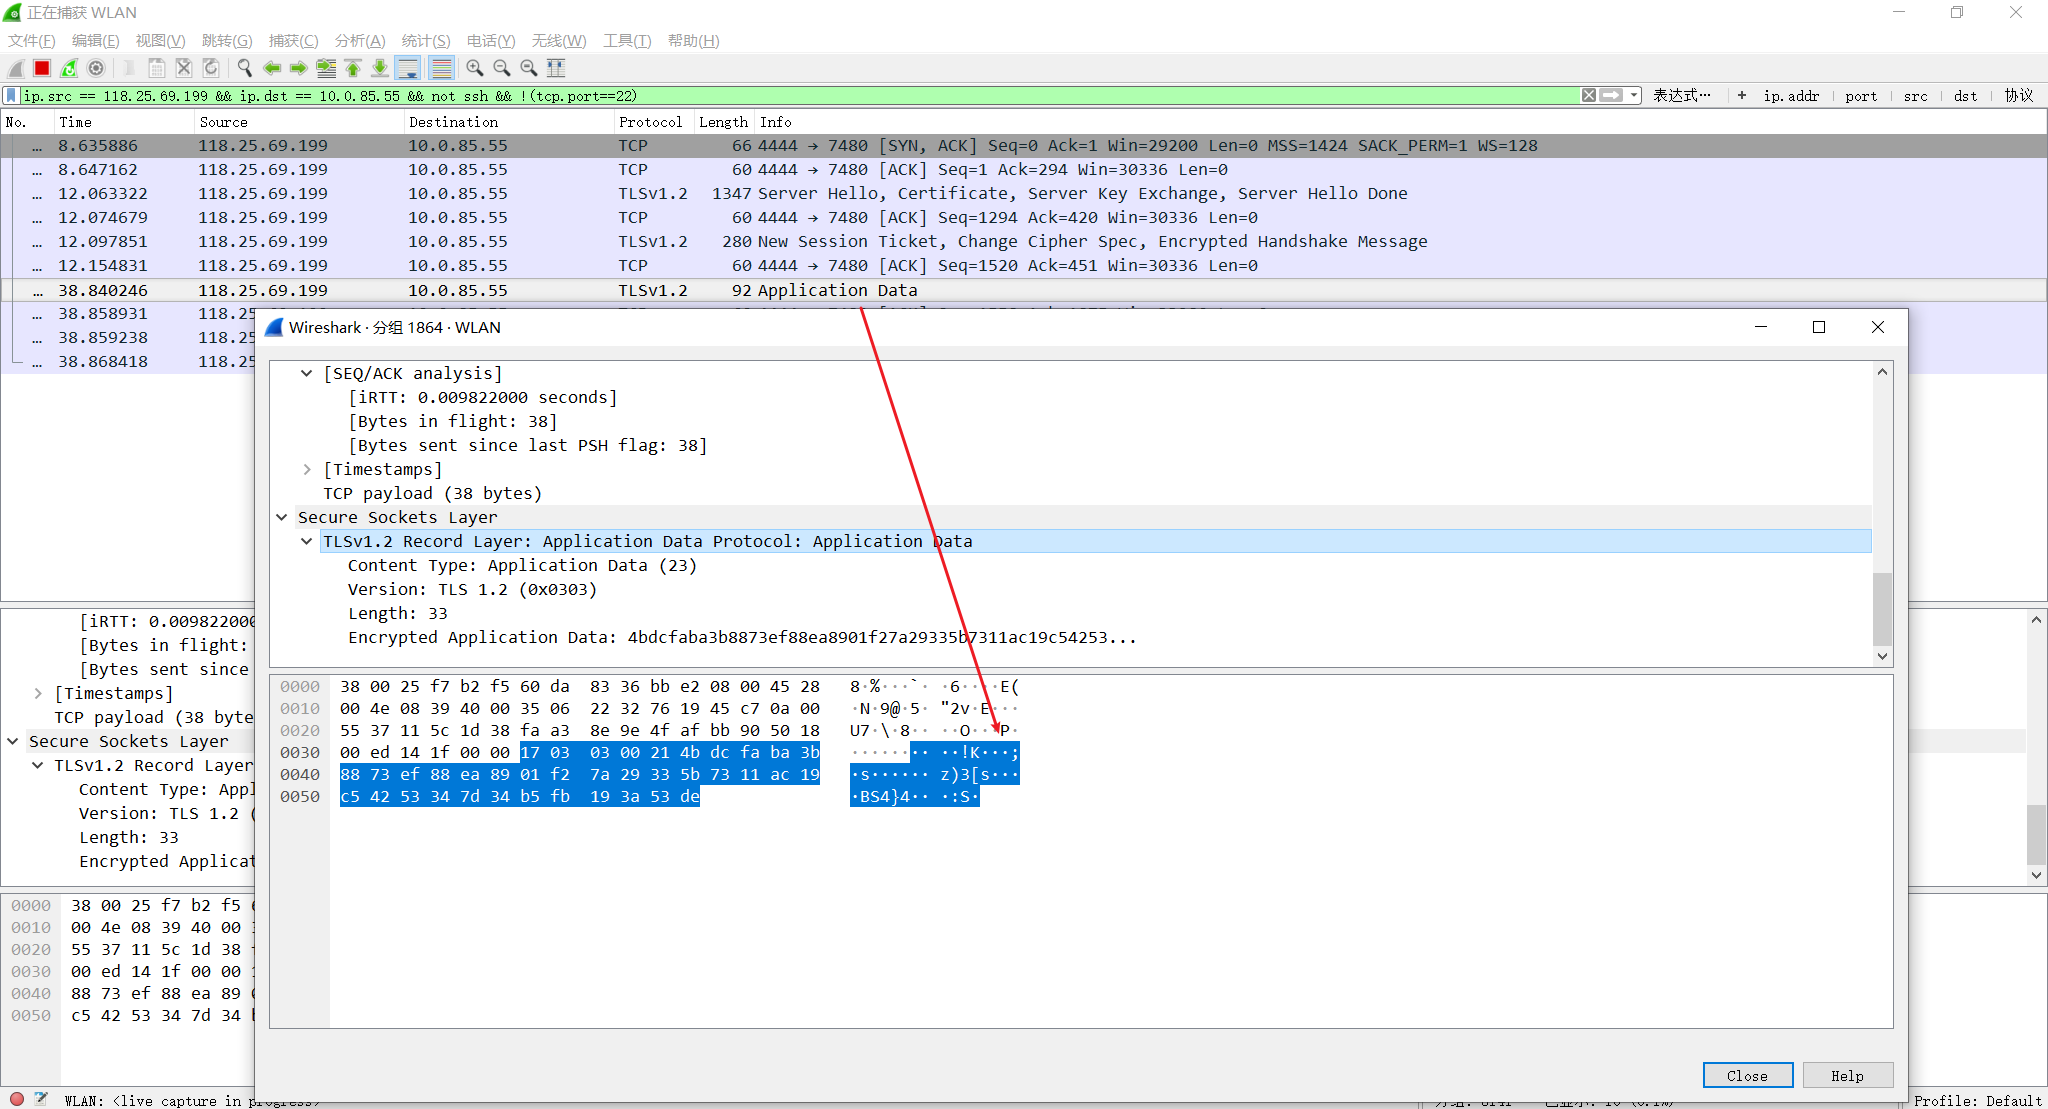 正在捕获 WLAN
文件(F) 编辑(E) 视图(V) 跳转(G) 捕获(C) 分析(A) 统计(S) 电话(Y) 无线(W) 工具(T) 帮助(H)
ip.src == 118.25.69.199 && ip.dst == 10.0.85.55 && not ssh && !(tcp.port==22) 表达式… + ip.addr port src dst 协议
No. Time Source Destination Protocol Length Info
… 8.635886 118.25.69.199 10.0.85.55 TCP 66 4444 → 7480 [SYN, ACK] Seq=0 Ack=1 Win=29200 Len=0 MSS=1424 SACK_PERM=1 WS=128
… 8.647162 118.25.69.199 10.0.85.55 TCP 60 4444 → 7480 [ACK] Seq=1 Ack=294 Win=30336 Len=0
… 12.063322 118.25.69.199 10.0.85.55 TLSv1.2 1347 Server Hello, Certificate, Server Key Exchange, Server Hello Done
… 12.074679 118.25.69.199 10.0.85.55 TCP 60 4444 → 7480 [ACK] Seq=1294 Ack=420 Win=30336 Len=0
… 12.097851 118.25.69.199 10.0.85.55 TLSv1.2 280 New Session Ticket, Change Cipher Spec, Encrypted Handshake Message
… 12.154831 118.25.69.199 10.0.85.55 TCP 60 4444 → 7480 [ACK] Seq=1520 Ack=451 Win=30336 Len=0
… 38.840246 118.25.69.199 10.0.85.55 TLSv1.2 92 Application Data
… 38.858931 118.25
… 38.859238 118.25
… 38.868418 118.25
Wireshark · 分组 1864 · WLAN
[SEQ/ACK analysis]
[iRTT: 0.009822000 seconds]
[Bytes in flight: 38]
[Bytes sent since last PSH flag: 38]
[Timestamps]
TCP payload (38 bytes)
Secure Sockets Layer
TLSv1.2 Record Layer: Application Data Protocol: Application Data
Content Type: Application Data (23)
Version: TLS 1.2 (0x0303)
Length: 33
Encrypted Application Data: 4bdcfaba3b8873ef88ea8901f27a29335b7311ac19c54253...
0000 38 00 25 f7 b2 f5 60 da 83 36 bb e2 08 00 45 28 8·%···`· ·6····E(
0010 00 4e 08 39 40 00 35 06 22 32 76 19 45 c7 0a 00 ·N·9@·5· "2v·E···
0020 55 37 11 5c 1d 38 fa a3 8e 9e 4f af bb 90 50 18 U7·\·8·· ··O···P·
0030 00 ed 14 1f 00 00 17 03 03 00 21 4b dc fa ba 3b ········ ··!K···;
0040 88 73 ef 88 ea 89 01 f2 7a 29 33 5b 73 11 ac 19 ·s······ z)3[s···
0050 c5 42 53 34 7d 34 b5 fb 19 3a 53 de ·BS4}4·· ·:S·
Close Help
[iRTT: 0.009822000
[Bytes in flight:
[Bytes sent since
[Timestamps]
TCP payload (38 byte
Secure Sockets Layer
TLSv1.2 Record Layer
Content Type: Appl
Version: TLS 1.2 (
Length: 33
Encrypted Applicat
0000 38 00 25 f7 b2 f5
0010 00 4e 08 39 40 00
0020 55 37 11 5c 1d 38
0030 00 ed 14 1f 00 00
0040 88 73 ef 88 ea 89
0050 c5 42 53 34 7d 34
WLAN: <live capture in progress> Profile: Default